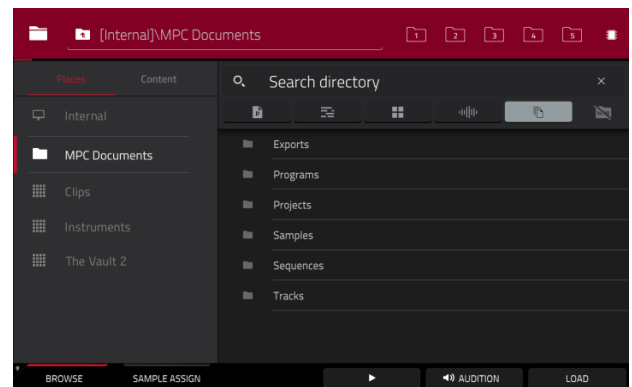 [Internal]\MPC Documents 1 2 3 4 5
Places Content
Search directory ×
Internal
P
MPC Documents
Clips
Instruments
The Vault 2
Exports
Programs
Projects
Samples
Sequences
Tracks
BROWSE SAMPLE ASSIGN AUDITION LOAD